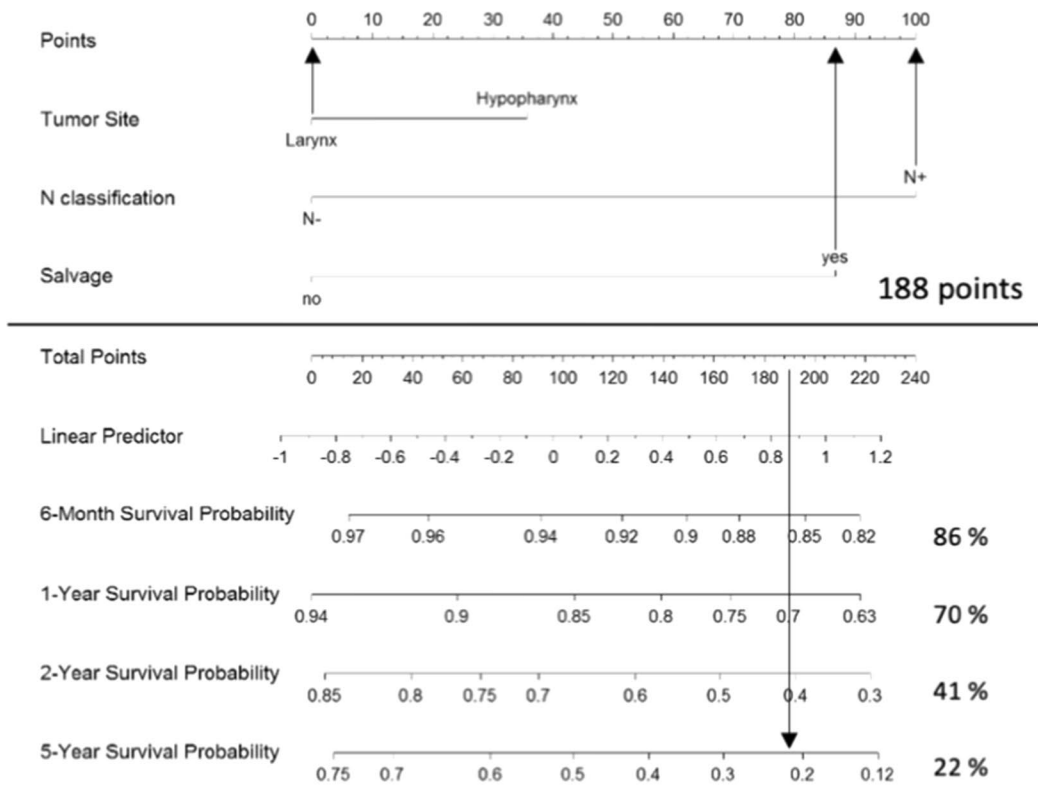 0 10 20 30 40 50 60 70 80 90 100
Points
Hypopharynx
Tumor Site
Larynx
N+
N classification
N-
yes
Salvage
no
188 points
Total Points
0 20 40 60 80 100 120 140 160 180 200 220 240
Linear Predictor
-1 -0.8 -0.6 -0.4 -0.2 0 0.2 0.4 0.6 0.8 1 1.2
6-Month Survival Probability
0.97 0.96 0.94 0.92 0.9 0.88 0.85 0.82 86 %
1-Year Survival Probability
0.94 0.9 0.85 0.8 0.75 0.7 0.63 70 %
2-Year Survival Probability
0.85 0.8 0.75 0.7 0.6 0.5 0.4 0.3 41 %
5-Year Survival Probability
0.75 0.7 0.6 0.5 0.4 0.3 0.2 0.12 22 %